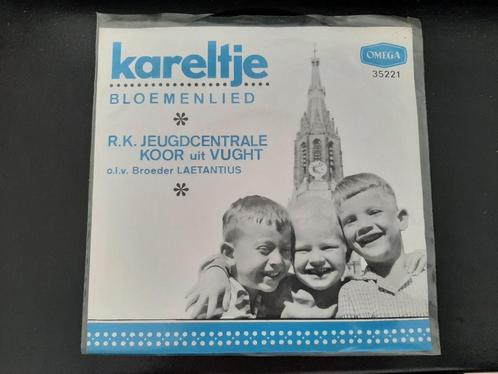 kareltje
BLOEMENLIED
OMEGA
35221
R.K. JEUGDCENTRALE
KOOR uit VUGHT
o.l.v. Broeder LAETANTIUS